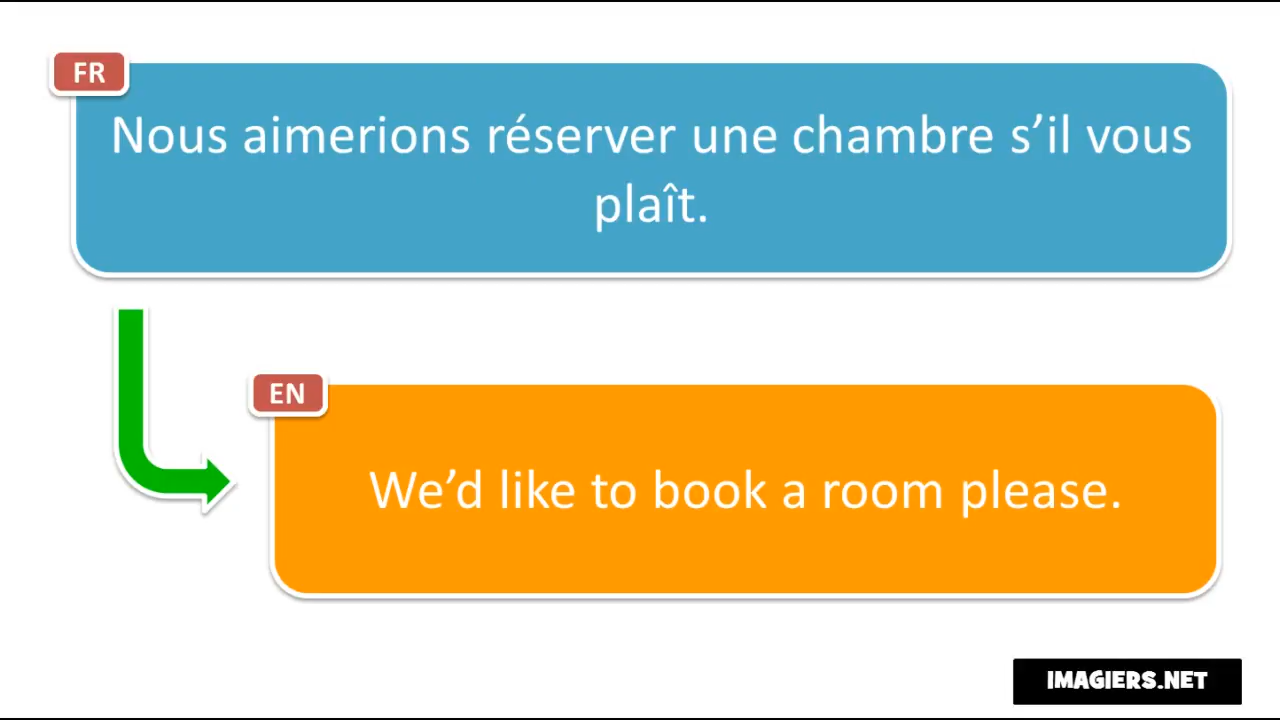 FR
Nous aimerions réserver une chambre s’il vous
plaît.
EN
We’d like to book a room please.
IMAGIERS.NET